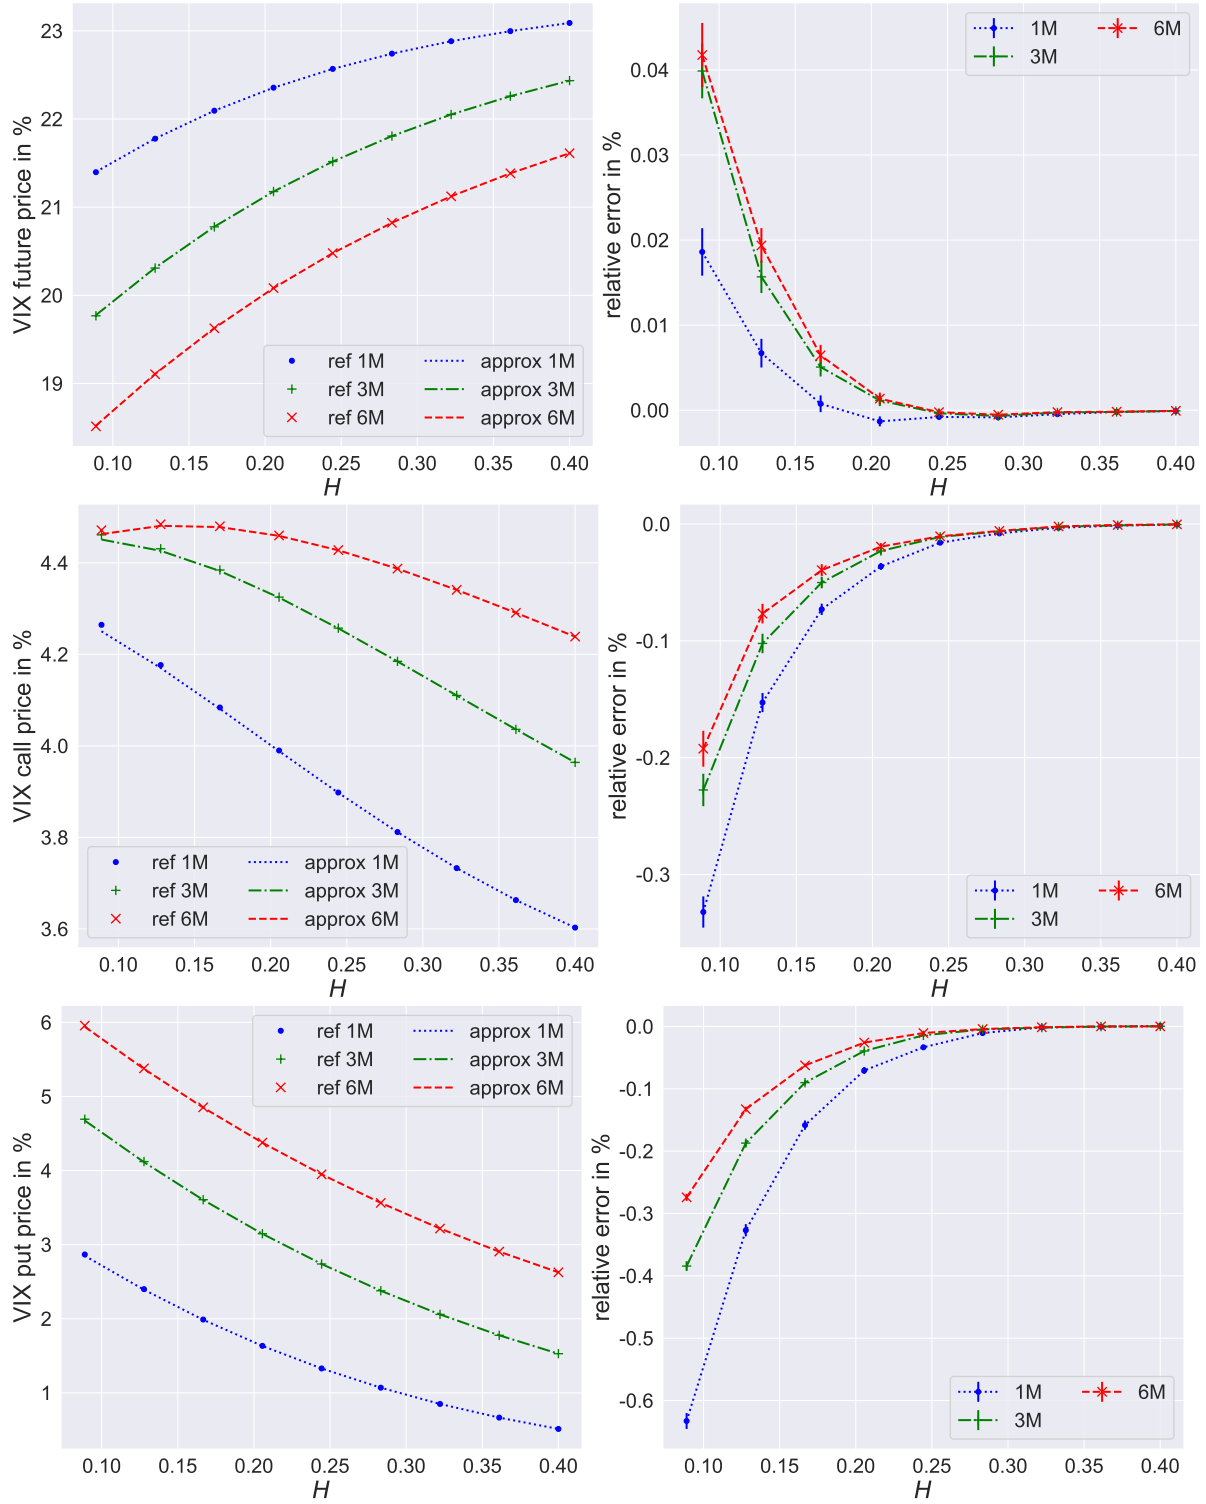 VIX future price in %
23
22
21
20
19
ref 1M approx 1M
ref 3M approx 3M
ref 6M approx 6M
0.10 0.15 0.20 0.25 0.30 0.35 0.40
H
relative error in %
0.04
0.03
0.02
0.01
0.00
1M 6M
3M
0.10 0.15 0.20 0.25 0.30 0.35 0.40
H
VIX call price in %
4.4
4.2
4.0
3.8
3.6
ref 1M approx 1M
ref 3M approx 3M
ref 6M approx 6M
0.10 0.15 0.20 0.25 0.30 0.35 0.40
H
relative error in %
0.0
-0.1
-0.2
-0.3
1M 6M
3M
0.10 0.15 0.20 0.25 0.30 0.35 0.40
H
VIX put price in %
6
5
4
3
2
1
ref 1M approx 1M
ref 3M approx 3M
ref 6M approx 6M
0.10 0.15 0.20 0.25 0.30 0.35 0.40
H
relative error in %
0.0
-0.1
-0.2
-0.3
-0.4
-0.5
-0.6
1M 6M
3M
0.10 0.15 0.20 0.25 0.30 0.35 0.40
H